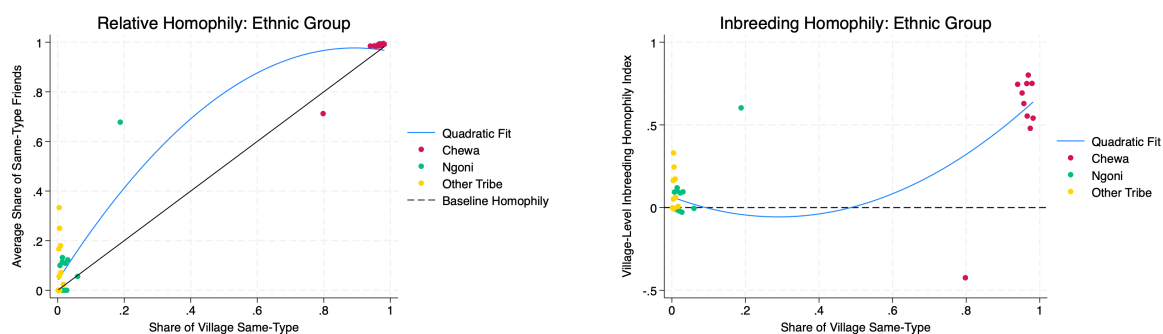 Relative Homophily: Ethnic Group
Average Share of Same-Type Friends
1
.8
.6
.4
.2
0
0 .2 .4 .6 .8 1
Share of Village Same-Type
Quadratic Fit
Chewa
Ngoni
Other Tribe
Baseline Homophily
Inbreeding Homophily: Ethnic Group
Village-Level Inbreeding Homophily Index
1
.5
0
-.5
0 .2 .4 .6 .8 1
Share of Village Same-Type
Quadratic Fit
Chewa
Ngoni
Other Tribe